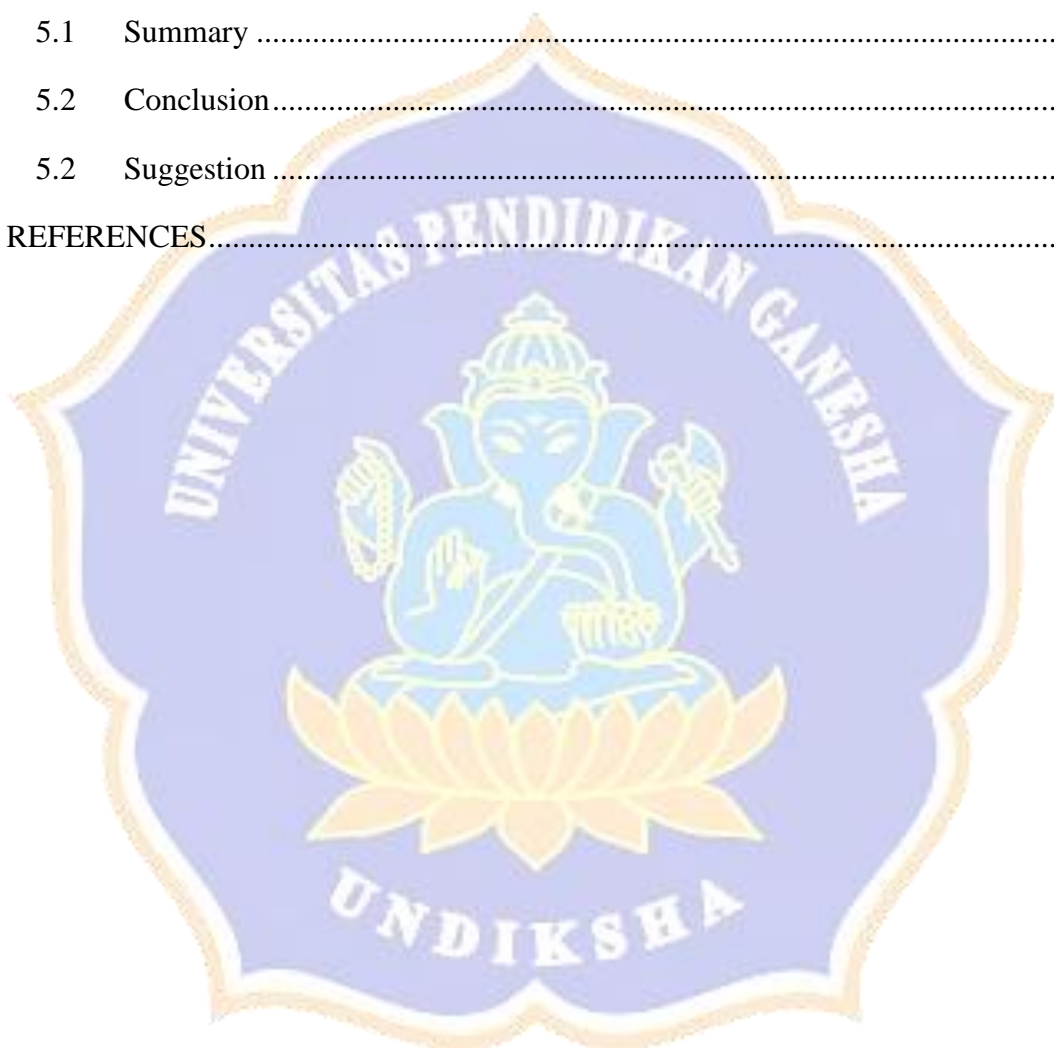 5.1 Summary ........................................................................................................
5.2 Conclusion ........................................................................................................
5.2 Suggestion ........................................................................................................
REFERENCES ........................................................................................................
UNIVERSITAS PENDIDIKAN GANESHA
UNDIKSHA